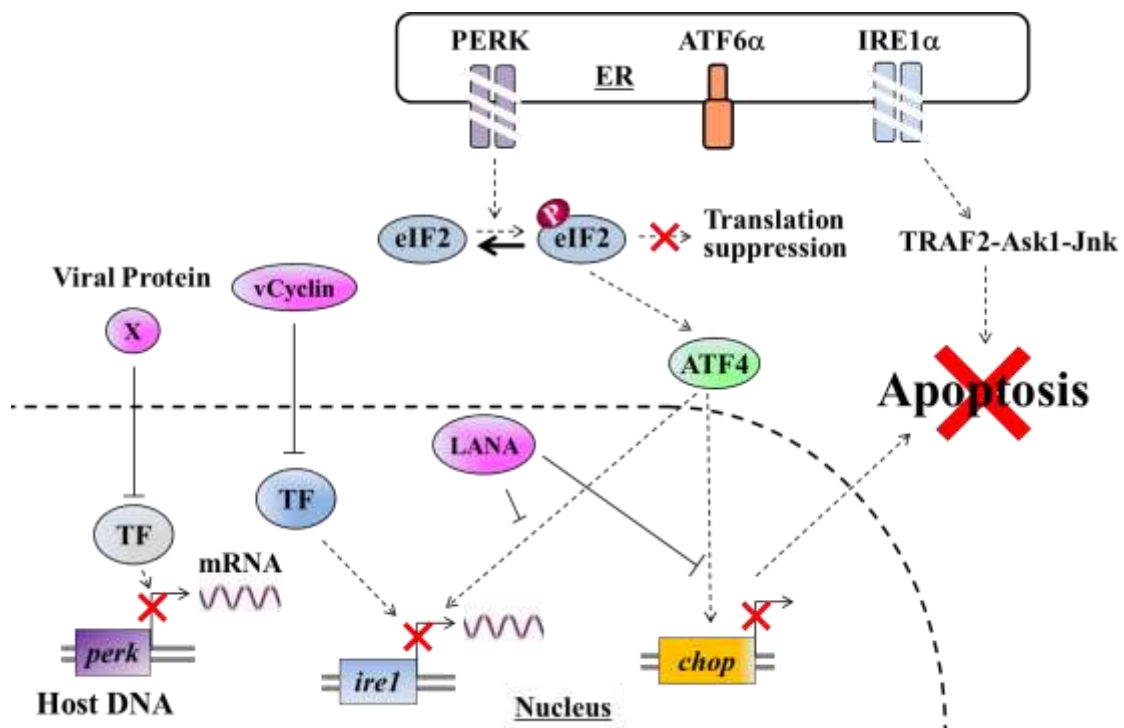 PERK
ATF6α
IRE1α
ER
P
eIF2
eIF2
Translation
suppression
TRAF2-Ask1-Jnk
Viral Protein
vCyclin
X
ATF4
Apoptosis
LANA
TF
TF
mRNA
perk
ire1
chop
Host DNA
Nucleus